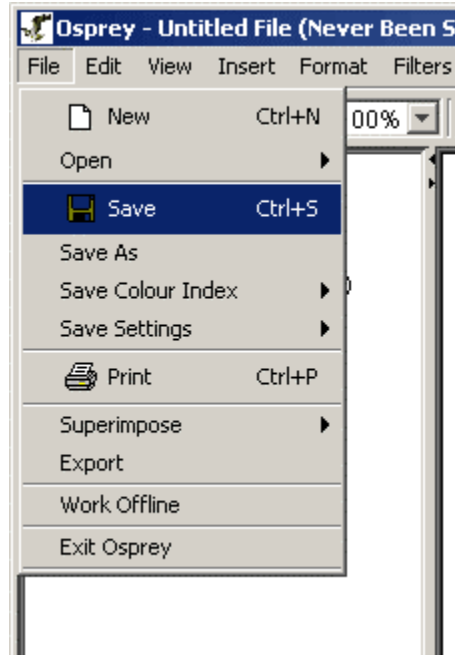 Osprey - Untitled File (Never Been S
File Edit View Insert Format Filters
New Ctrl+N
00%
Open
Save Ctrl+S
Save As
Save Colour Index
Save Settings
Print Ctrl+P
Superimpose
Export
Work Offline
Exit Osprey